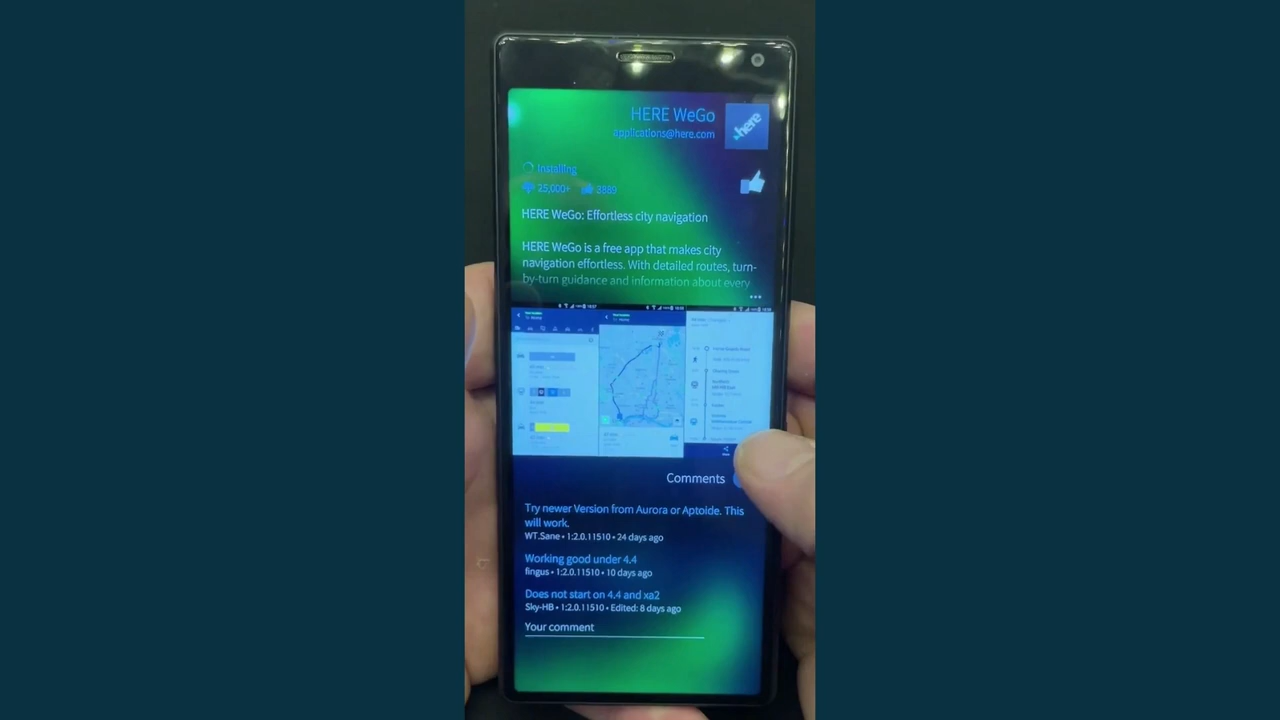 HERE WeGo
applications@here.com
here
Installing
25,000+ 3889
HERE WeGo: Effortless city navigation
HERE WeGo is a free app that makes city
navigation effortless. With detailed routes, turn-
by-turn guidance and information about every
Comments
Try newer Version from Aurora or Aptoide. This
will work.
WT.Sane • 1:2.0.11510 • 24 days ago
Working good under 4.4
fingus • 1:2.0.11510 • 10 days ago
Does not start on 4.4 and xa2
Sky-HB • 1:2.0.11510 • Edited: 8 days ago
Your comment